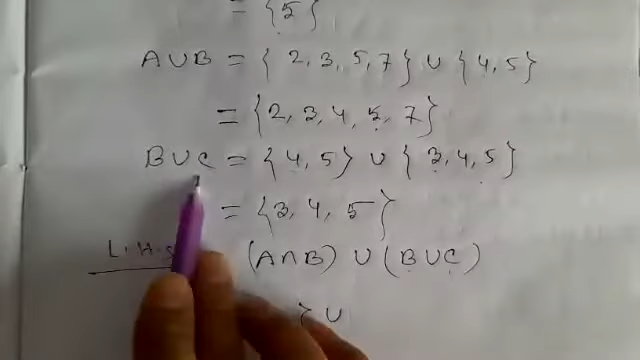 = {5}
A∪B = { 2, 3, 5, 7} ∪ {4, 5}
= {2, 3, 4, 5, 7}
B∪C = {4, 5} ∪ {3, 4, 5}
= {3, 4, 5}
L.H.S (A∩B) ∪ (B∪C)
} ∪